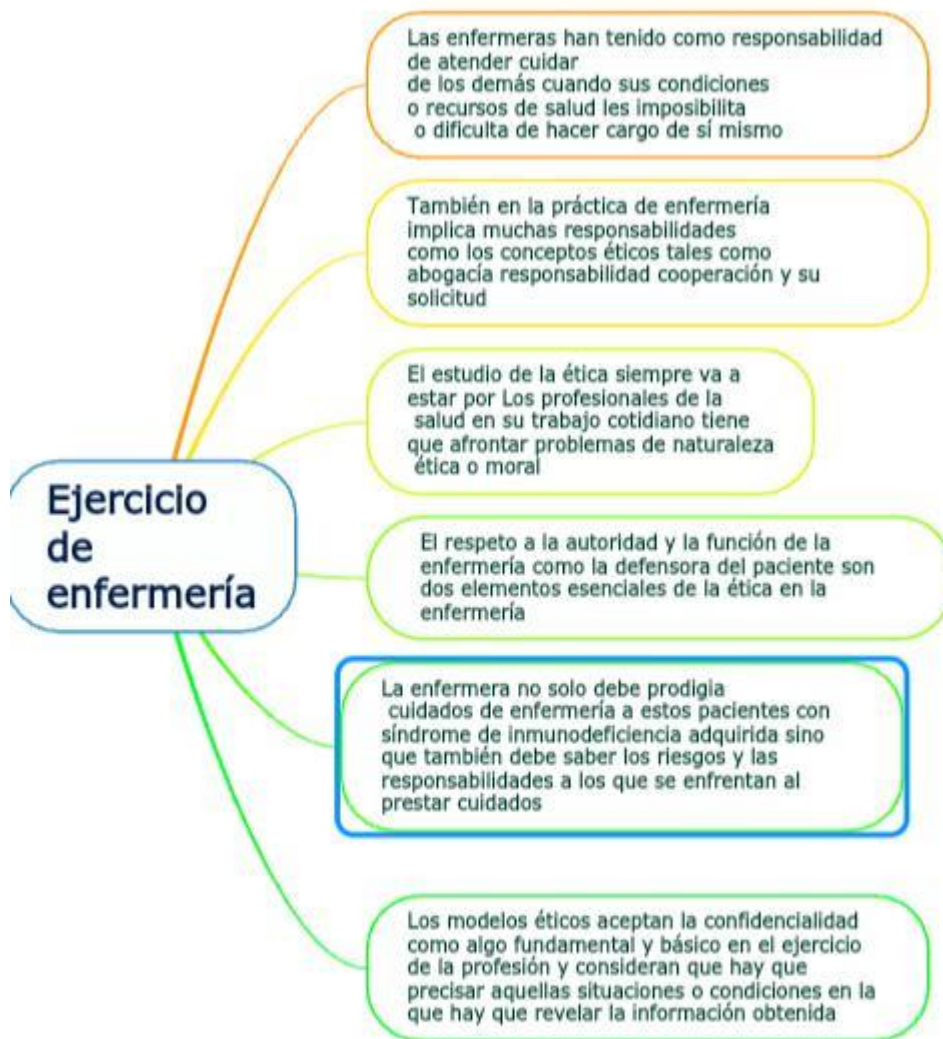 Las enfermeras han tenido como responsabilidad
de atender cuidar
de los demás cuando sus condiciones
o recursos de salud les imposibilita
o dificulta de hacer cargo de sí mismo
También en la práctica de enfermería
implica muchas responsabilidades
como los conceptos éticos tales como
abogacía responsabilidad cooperación y su
solicitud
El estudio de la ética siempre va a
estar por Los profesionales de la
salud en su trabajo cotidiano tiene
que afrontar problemas de naturaleza
ética o moral
Ejercicio
de
enfermería
El respeto a la autoridad y la función de la
enfermería como la defensora del paciente son
dos elementos esenciales de la ética en la
enfermería
La enfermera no solo debe prodigia
cuidados de enfermería a estos pacientes con
síndrome de inmunodeficiencia adquirida sino
que también debe saber los riesgos y las
responsabilidades a los que se enfrentan al
prestar cuidados
Los modelos éticos aceptan la confidencialidad
como algo fundamental y básico en el ejercicio
de la profesión y consideran que hay que
precisar aquellas situaciones o condiciones en la
que hay que revelar la información obtenida